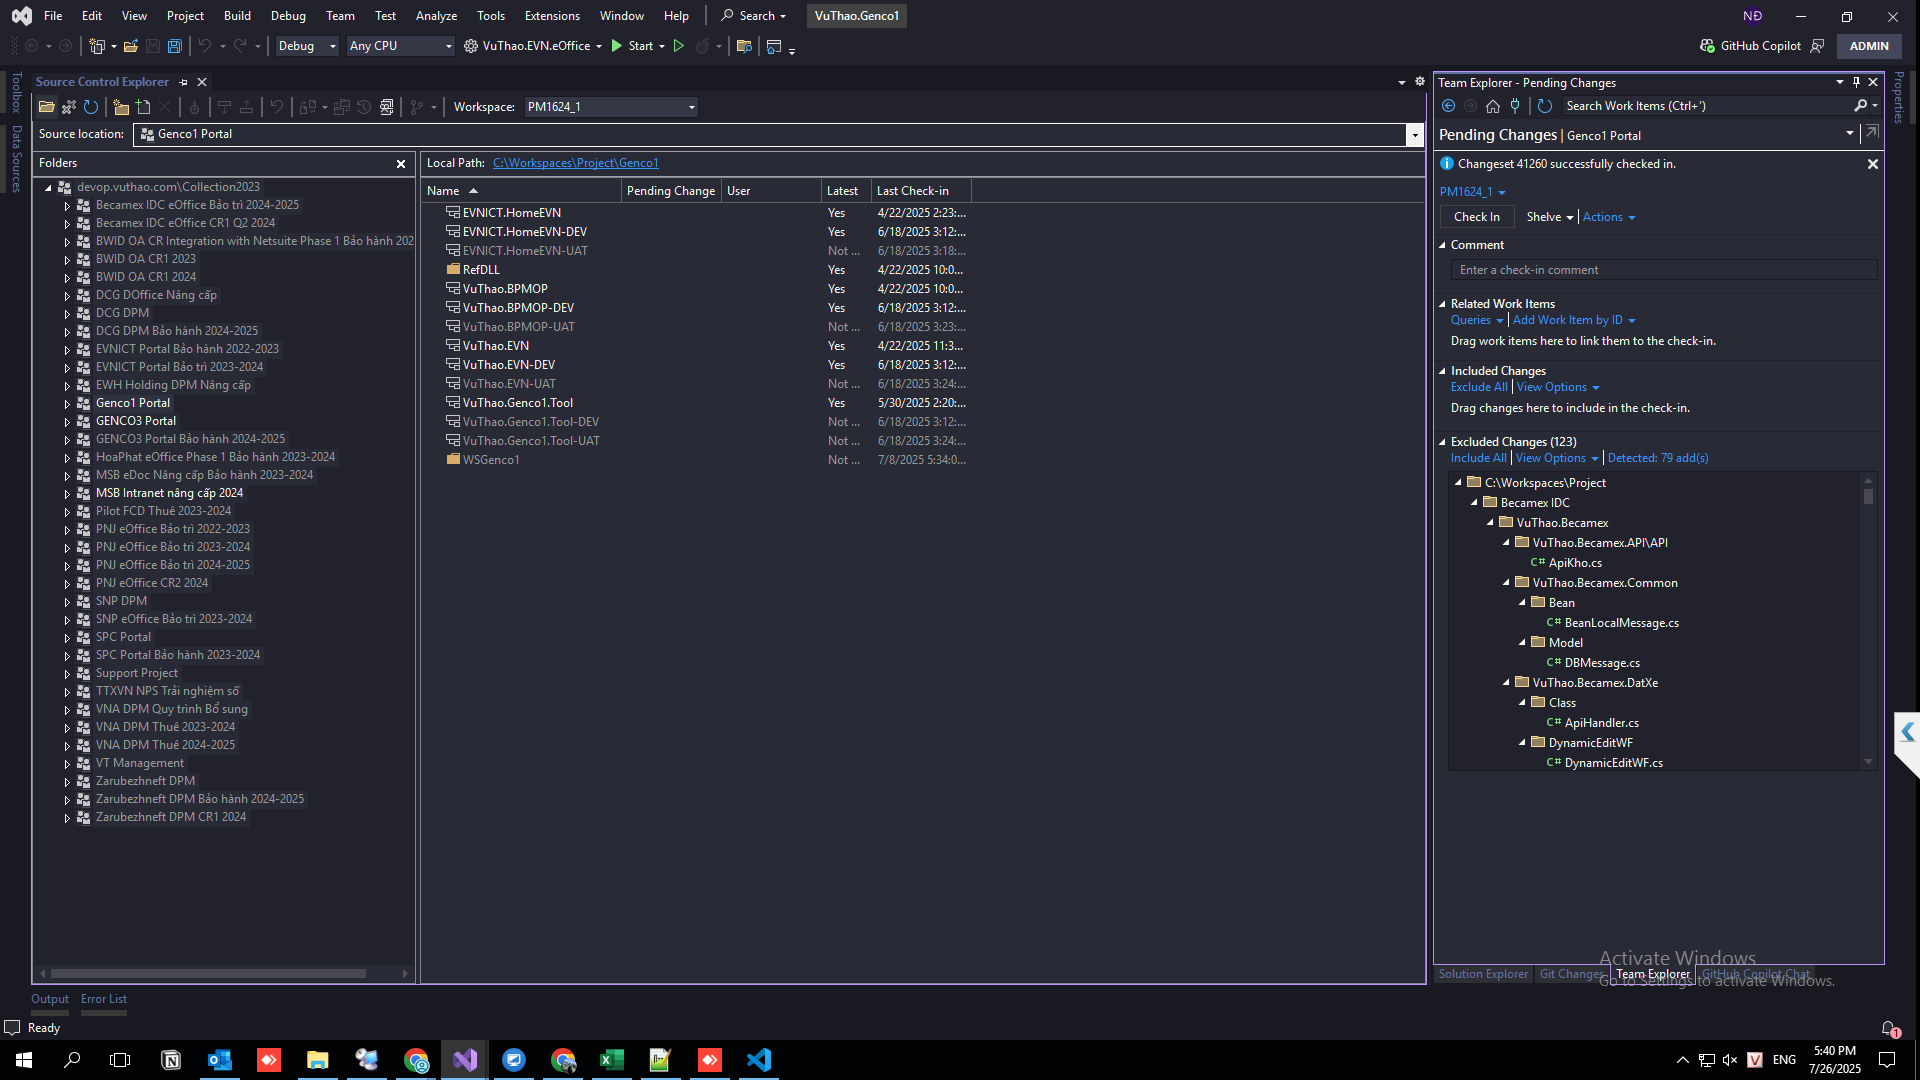 File Edit View Project Build Debug Team Test Analyze Tools Extensions Window Help Search VuThao.Genco1 NĐ
Debug Any CPU VuThao.EVN.eOffice Start GitHub Copilot ADMIN
Toolbox
Data Sources
Source Control Explorer
Workspace: PM1624_1
Source location: Genco1 Portal
Folders
devop.vuthao.com\Collection2023
Becamex IDC eOffice Bảo trì 2024-2025
Becamex IDC eOffice CR1 Q2 2024
BWID OA CR Integration with Netsuite Phase 1 Bảo hành 202
BWID OA CR1 2023
BWID OA CR1 2024
DCG DOffice Nâng cấp
DCG DPM
DCG DPM Bảo hành 2024-2025
EVNICT Portal Bảo hành 2022-2023
EVNICT Portal Bảo trì 2023-2024
EWH Holding DPM Nâng cấp
Genco1 Portal
GENCO3 Portal
GENCO3 Portal Bảo hành 2024-2025
HoaPhat eOffice Phase 1 Bảo hành 2023-2024
MSB eDoc Nâng cấp Bảo hành 2023-2024
MSB Intranet nâng cấp 2024
Pilot FCD Thuê 2023-2024
PNJ eOffice Bảo trì 2022-2023
PNJ eOffice Bảo trì 2023-2024
PNJ eOffice Bảo trì 2024-2025
PNJ eOffice CR2 2024
SNP DPM
SNP eOffice Bảo trì 2023-2024
SPC Portal
SPC Portal Bảo hành 2023-2024
Support Project
TTXVN NPS Trải nghiệm số
VNA DPM Quy trình Bổ sung
VNA DPM Thuê 2023-2024
VNA DPM Thuê 2024-2025
VT Management
Zarubezhneft DPM
Zarubezhneft DPM Bảo hành 2024-2025
Zarubezhneft DPM CR1 2024
Local Path: C:\Workspaces\Project\Genco1
Name Pending Change User Latest Last Check-in
EVNICT.HomeEVN Yes 4/22/2025 2:23:...
EVNICT.HomeEVN-DEV Yes 6/18/2025 3:12:...
EVNICT.HomeEVN-UAT Not ... 6/18/2025 3:18:...
RefDLL Yes 4/22/2025 10:0...
VuThao.BPMOP Yes 4/22/2025 10:0...
VuThao.BPMOP-DEV Yes 6/18/2025 3:12:...
VuThao.BPMOP-UAT Not ... 6/18/2025 3:23:...
VuThao.EVN Yes 4/22/2025 11:3...
VuThao.EVN-DEV Yes 6/18/2025 3:12:...
VuThao.EVN-UAT Not ... 6/18/2025 3:24:...
VuThao.Genco1.Tool Yes 5/30/2025 2:20:...
VuThao.Genco1.Tool-DEV Not ... 6/18/2025 3:12:...
VuThao.Genco1.Tool-UAT Not ... 6/18/2025 3:24:...
WSGenco1 Not ... 7/8/2025 5:34:0...
Team Explorer - Pending Changes
Search Work Items (Ctrl+')
Pending Changes | Genco1 Portal
Changeset 41260 successfully checked in.
PM1624_1
Check In Shelve Actions
Comment
Enter a check-in comment
Related Work Items
Queries Add Work Item by ID
Drag work items here to link them to the check-in.
Included Changes
Exclude All View Options
Drag changes here to include in the check-in.
Excluded Changes (123)
Include All View Options Detected: 79 add(s)
C:\Workspaces\Project
Becamex IDC
VuThao.Becamex
VuThao.Becamex.API\API
C# ApiKho.cs
VuThao.Becamex.Common
Bean
C# BeanLocalMessage.cs
Model
C# DBMessage.cs
VuThao.Becamex.DatXe
Class
C# ApiHandler.cs
DynamicEditWF
C# DynamicEditWF.cs
Properties
Activate Windows
Go to Settings to activate Windows.
Solution Explorer Git Changes Team Explorer GitHub Copilot Chat
Output Error List
Ready 1
V ENG 5:40 PM
7/26/2025